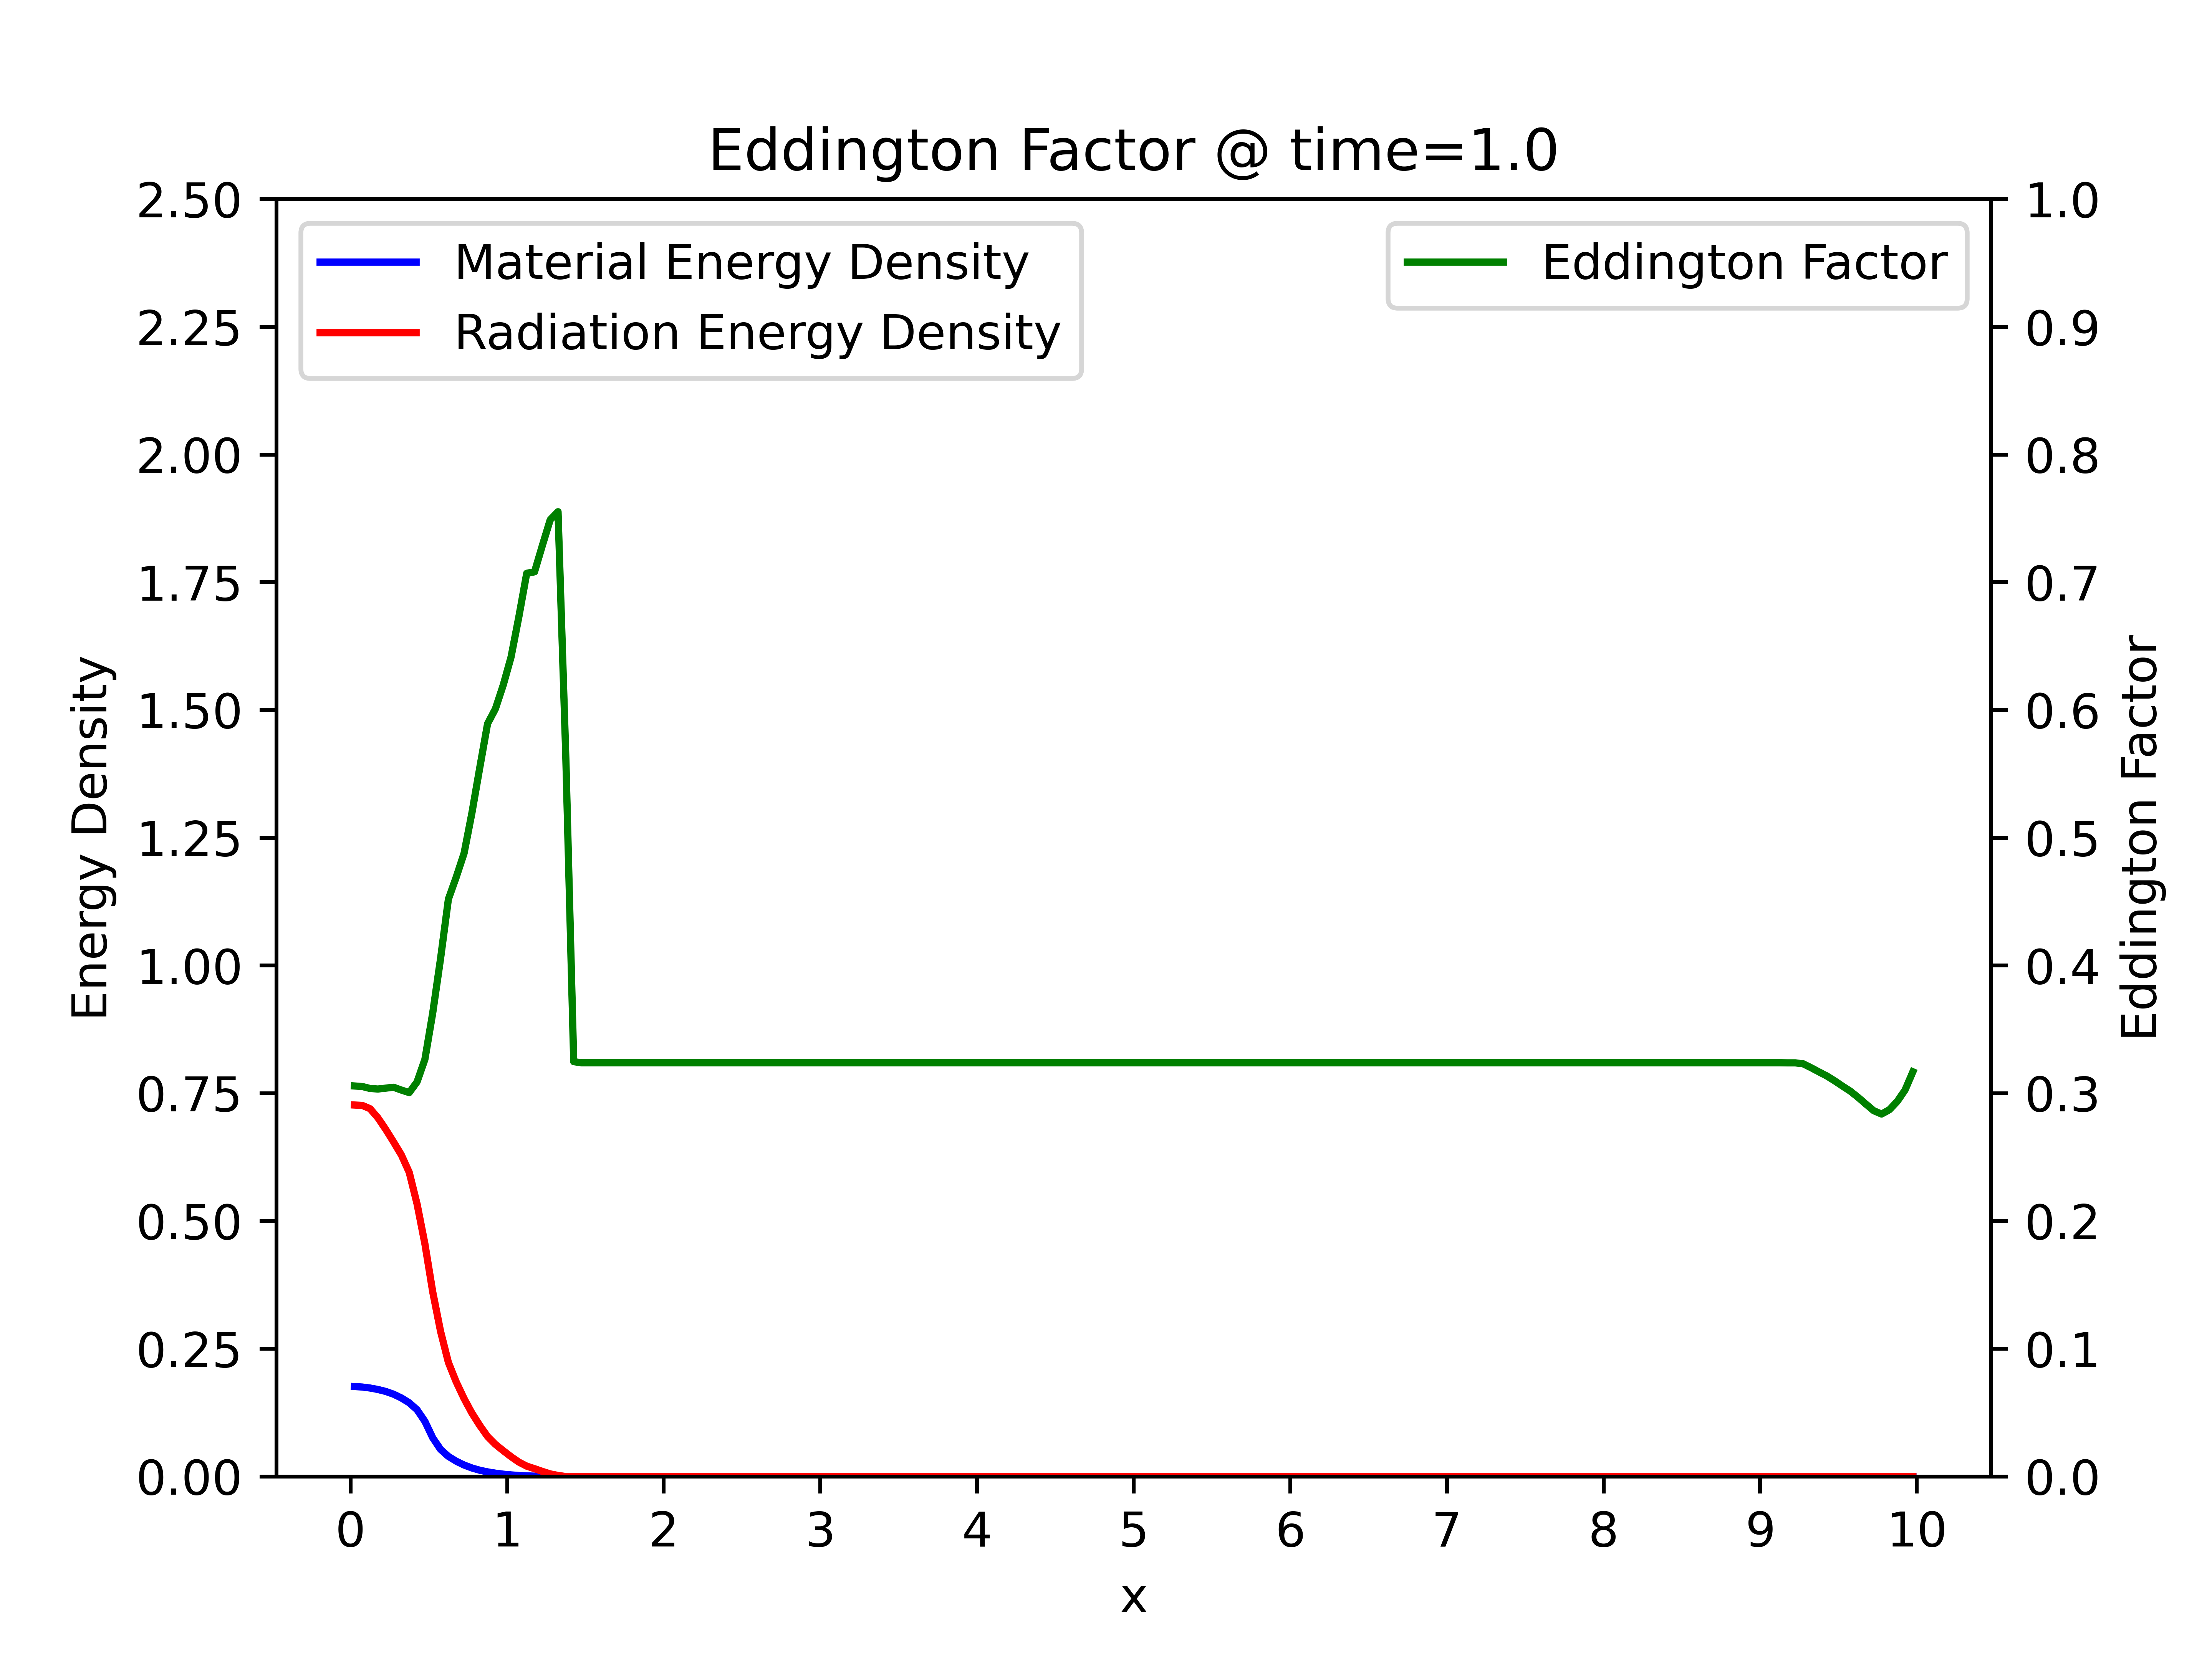 Eddington Factor @ time=1.0
2.50
2.25
2.00
1.75
1.50
1.25
1.00
0.75
0.50
0.25
0.00
Energy Density
Material Energy Density
Radiation Energy Density
Eddington Factor
1.0
0.9
0.8
0.7
0.6
0.5
0.4
0.3
0.2
0.1
0.0
Eddington Factor
0 1 2 3 4 5 6 7 8 9 10
x